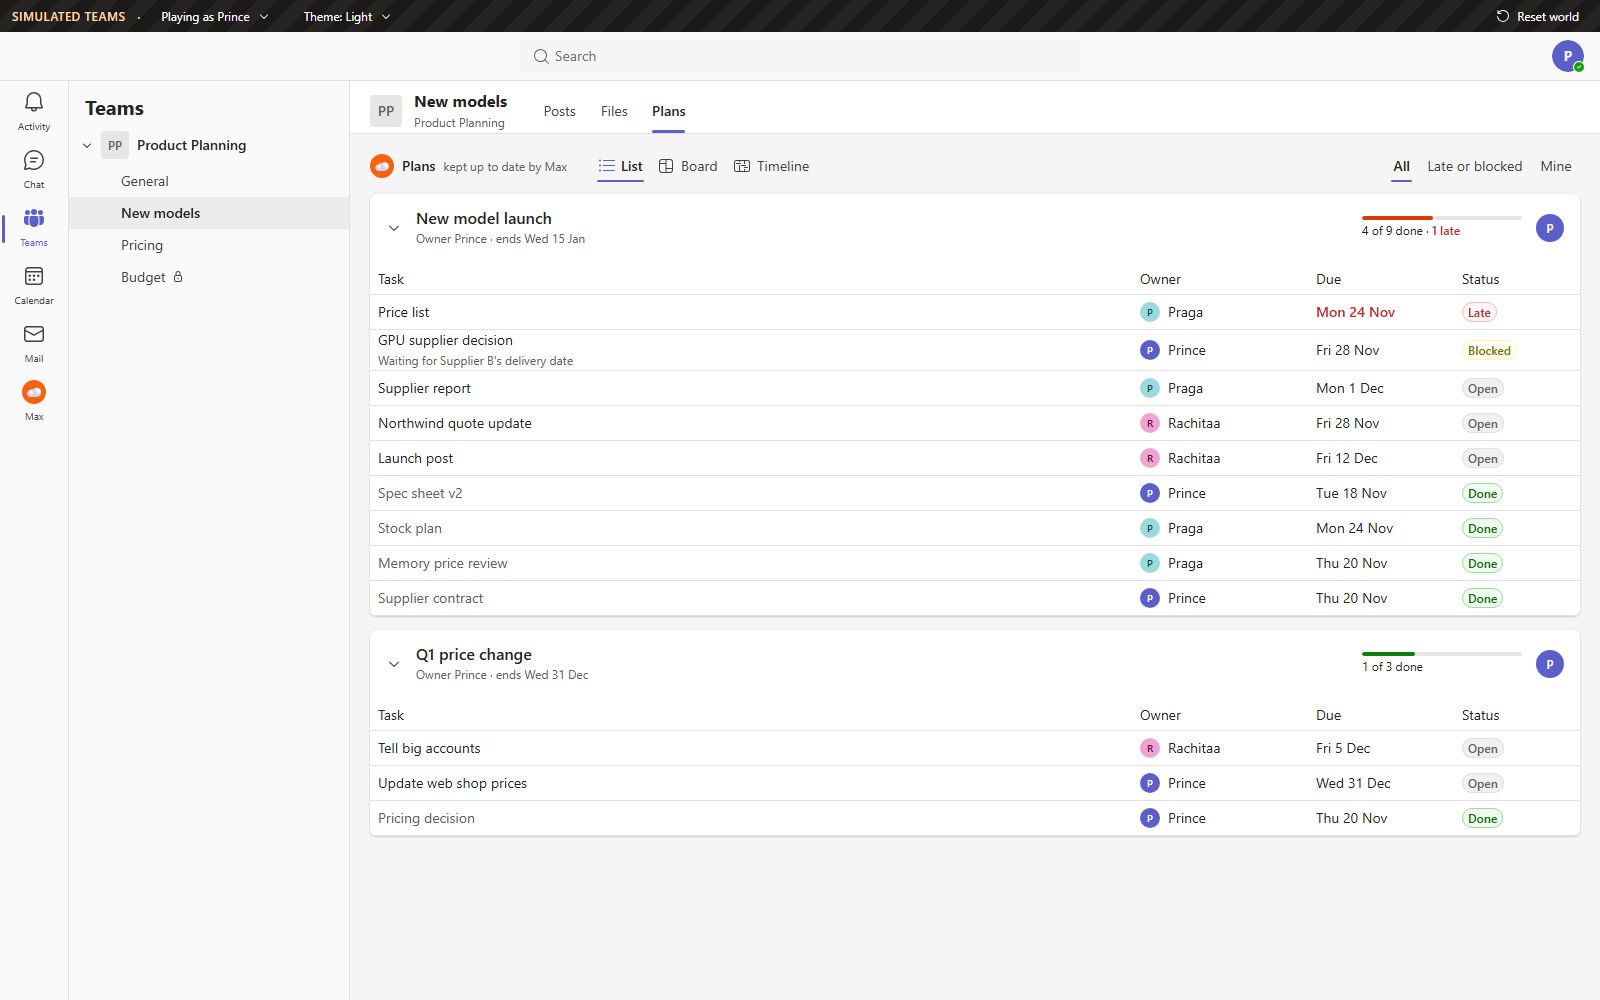 SIMULATED TEAMS · Playing as Prince Theme: Light Reset world
Search
P
Activity
Chat
Teams
Calendar
Mail
Max
Teams
PP Product Planning
General
New models
Pricing
Budget
PP New models
Product Planning
Posts Files Plans
Plans kept up to date by Max List Board Timeline All Late or blocked Mine
New model launch
Owner Prince · ends Wed 15 Jan
4 of 9 done · 1 late
P
Task Owner Due Status
Price list P Praga Mon 24 Nov Late
GPU supplier decision
Waiting for Supplier B's delivery date
P Prince Fri 28 Nov Blocked
Supplier report P Praga Mon 1 Dec Open
Northwind quote update R Rachitaa Fri 28 Nov Open
Launch post R Rachitaa Fri 12 Dec Open
Spec sheet v2 P Prince Tue 18 Nov Done
Stock plan P Praga Mon 24 Nov Done
Memory price review P Praga Thu 20 Nov Done
Supplier contract P Prince Thu 20 Nov Done
Q1 price change
Owner Prince · ends Wed 31 Dec
1 of 3 done
P
Task Owner Due Status
Tell big accounts R Rachitaa Fri 5 Dec Open
Update web shop prices P Prince Wed 31 Dec Open
Pricing decision P Prince Thu 20 Nov Done